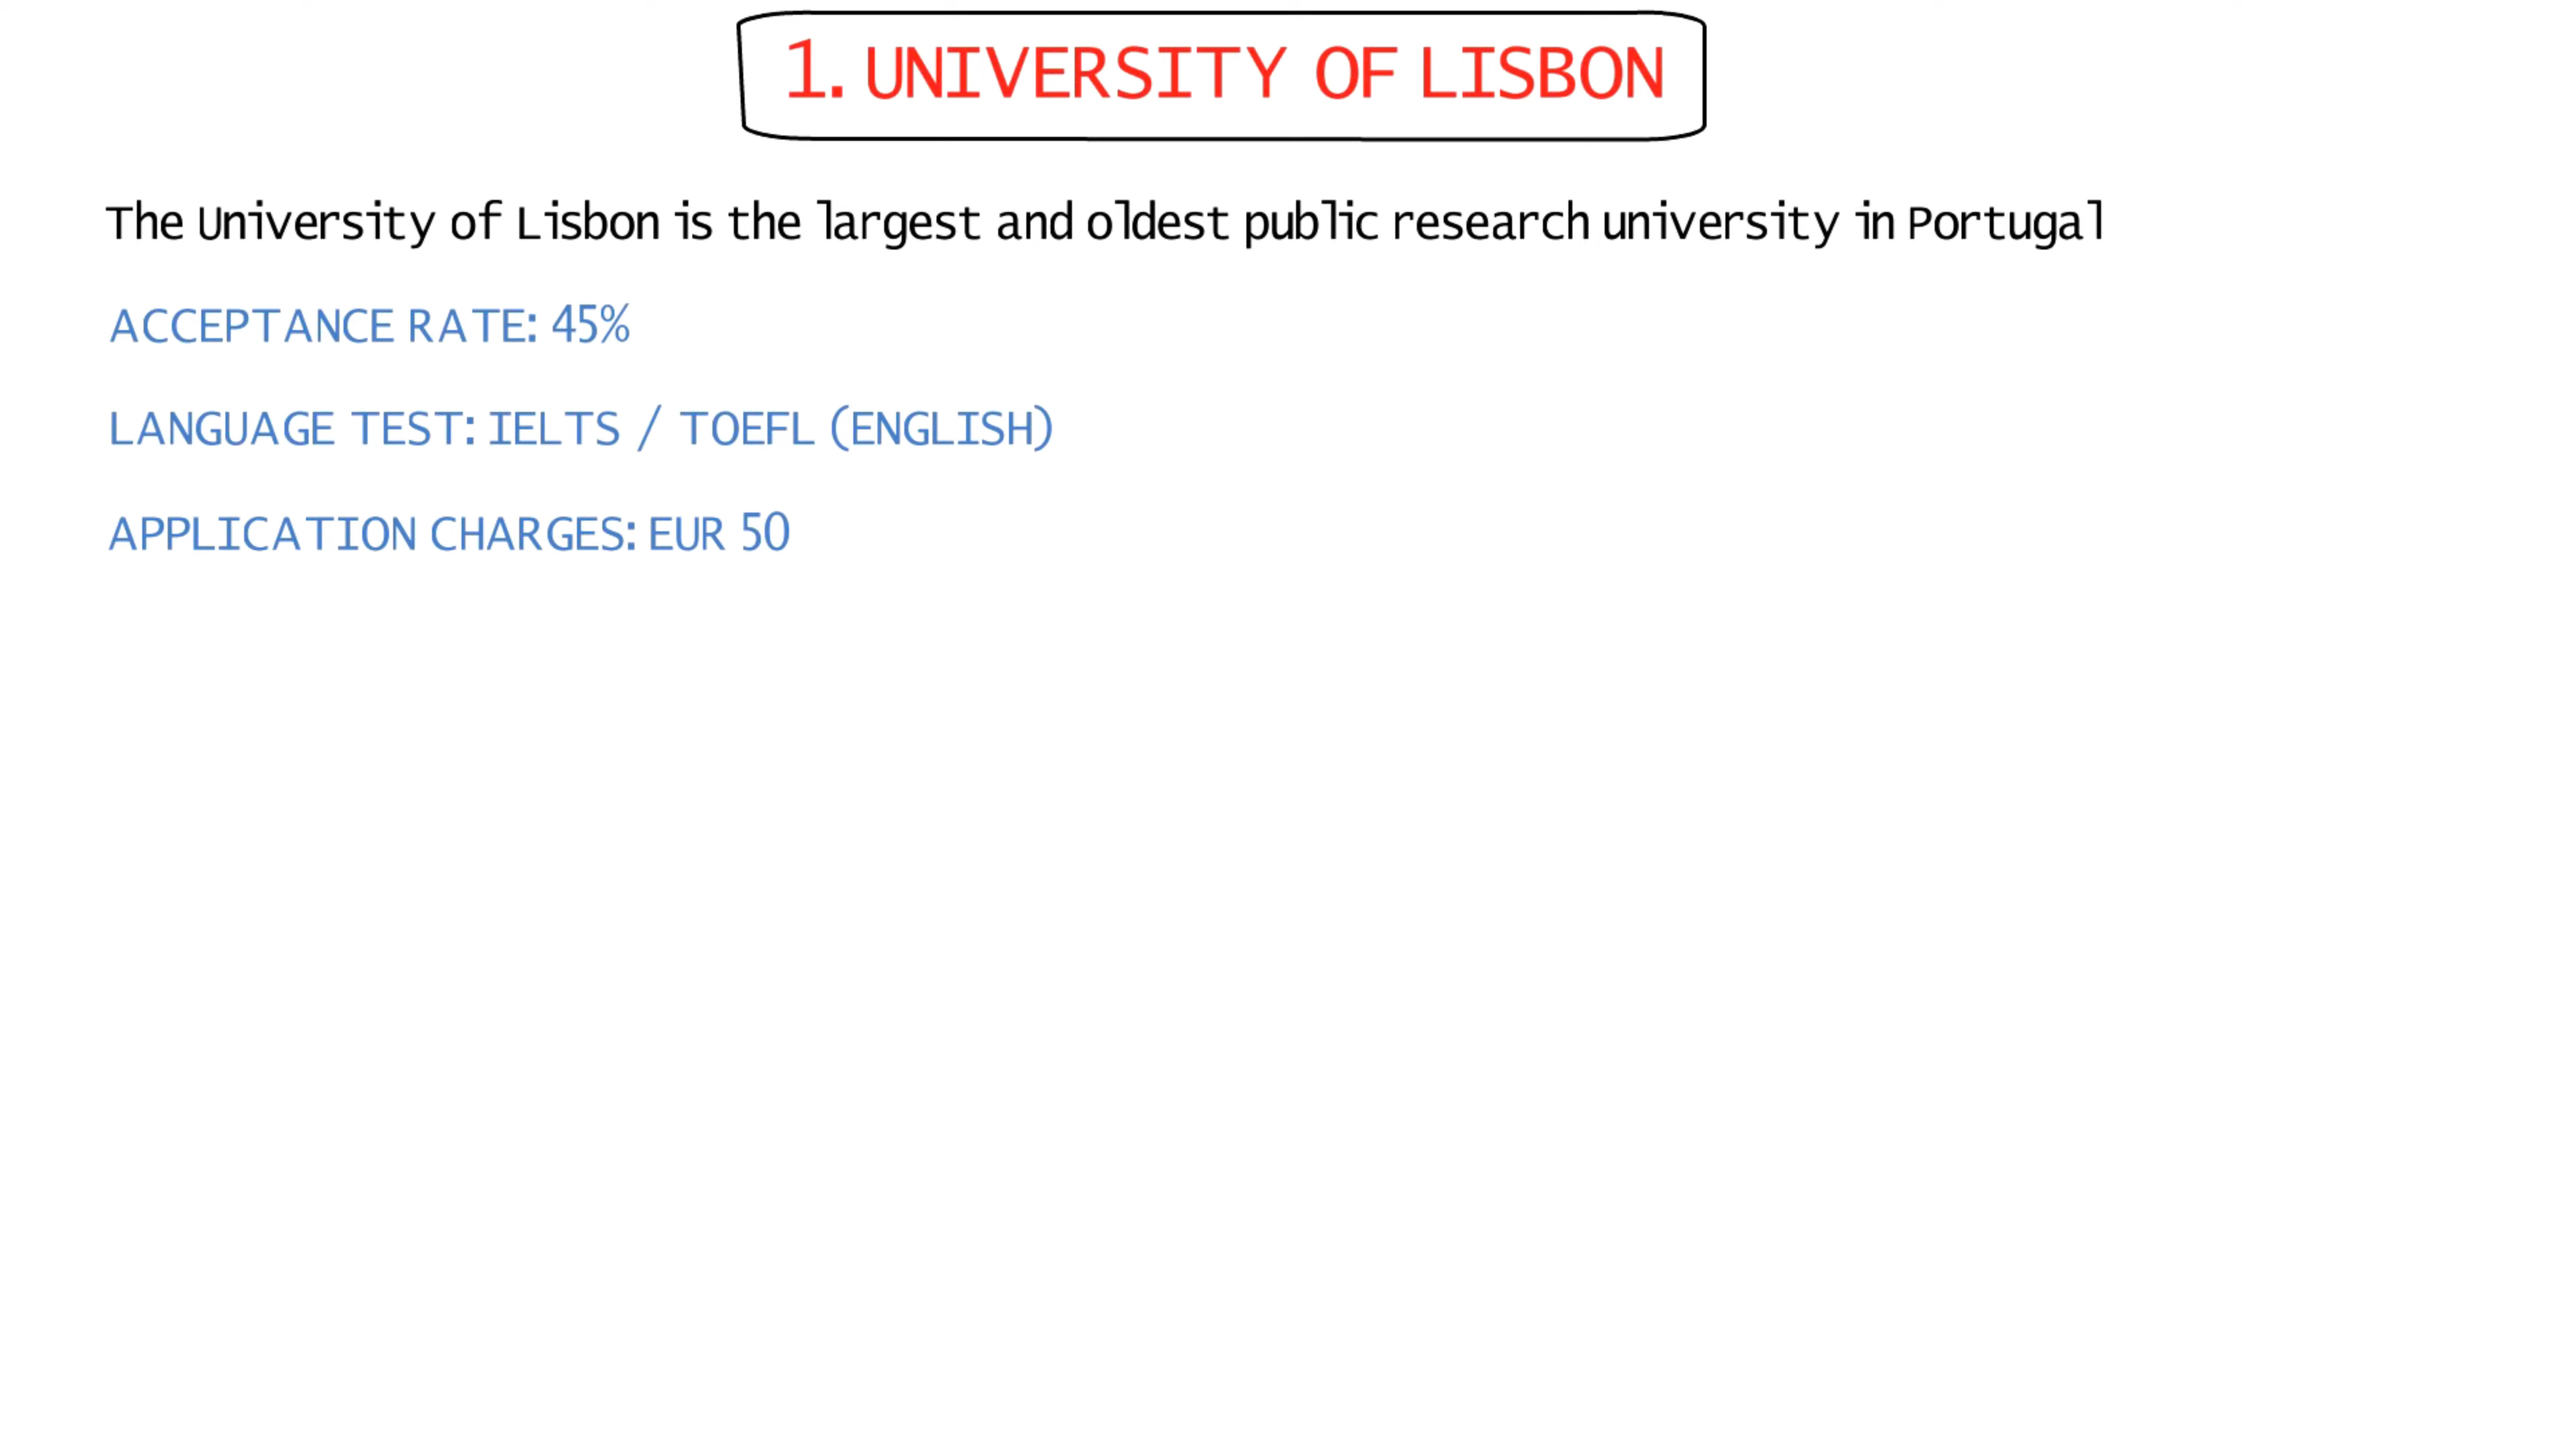 1. UNIVERSITY OF LISBON
The University of Lisbon is the largest and oldest public research university in Portugal
ACCEPTANCE RATE: 45%
LANGUAGE TEST: IELTS / TOEFL (ENGLISH)
APPLICATION CHARGES: EUR 50